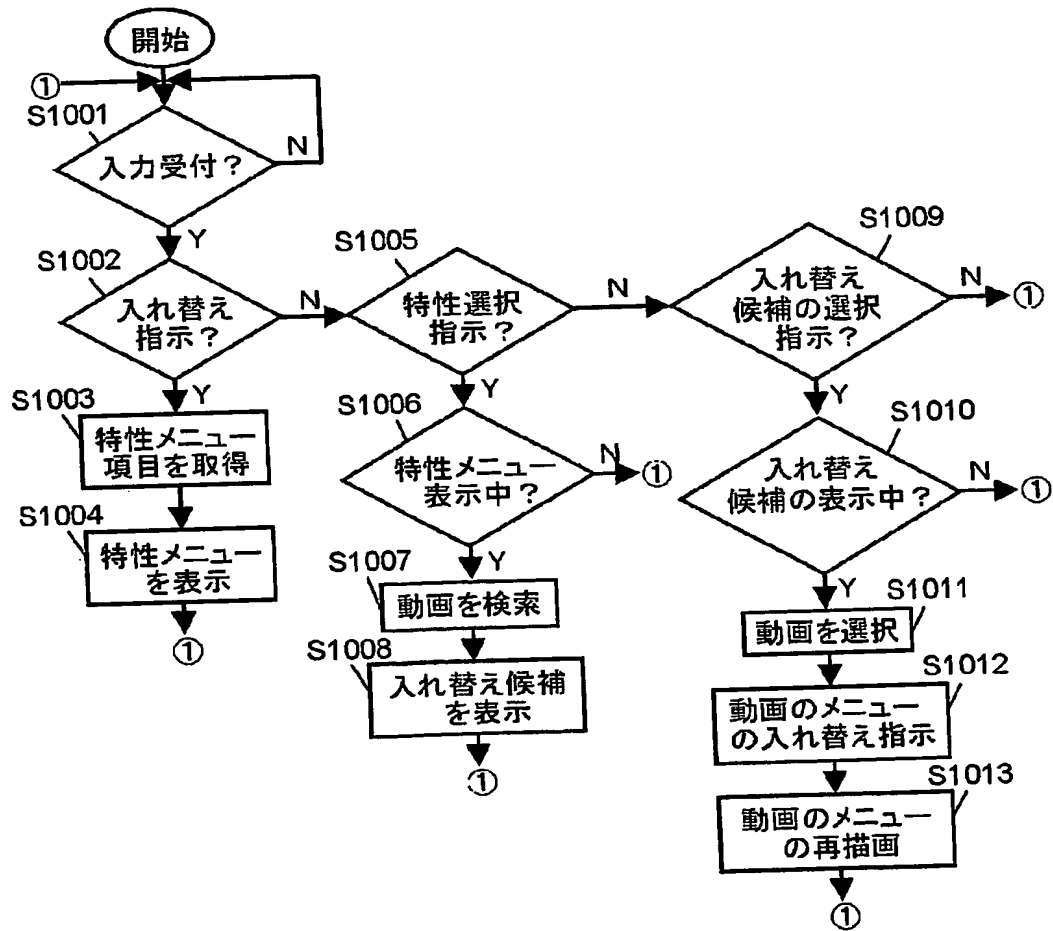 開始
①
S1001
入力受付?
N
Y
S1002
入れ替え
指示?
N
Y
S1003
特性メニュー
項目を取得
S1004
特性メニュー
を表示
①
S1005
特性選択
指示?
N
Y
S1006
特性メニュー
表示中?
N
①
Y
S1007
動画を検索
S1008
入れ替え候補
を表示
①
S1009
入れ替え
候補の選択
指示?
N
①
Y
S1010
入れ替え
候補の表示中?
N
①
Y
S1011
動画を選択
S1012
動画のメニュー
の入れ替え指示
S1013
動画のメニュー
の再描画
①